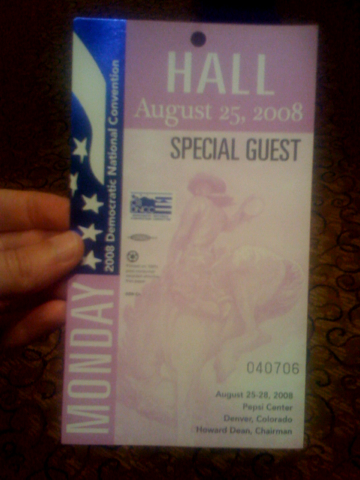 HALL
August 25, 2008
SPECIAL GUEST
2008 Democratic National Convention
MONDAY
040706
August 25-28, 2008
Pepsi Center
Denver, Colorado
Howard Dean, Chairman